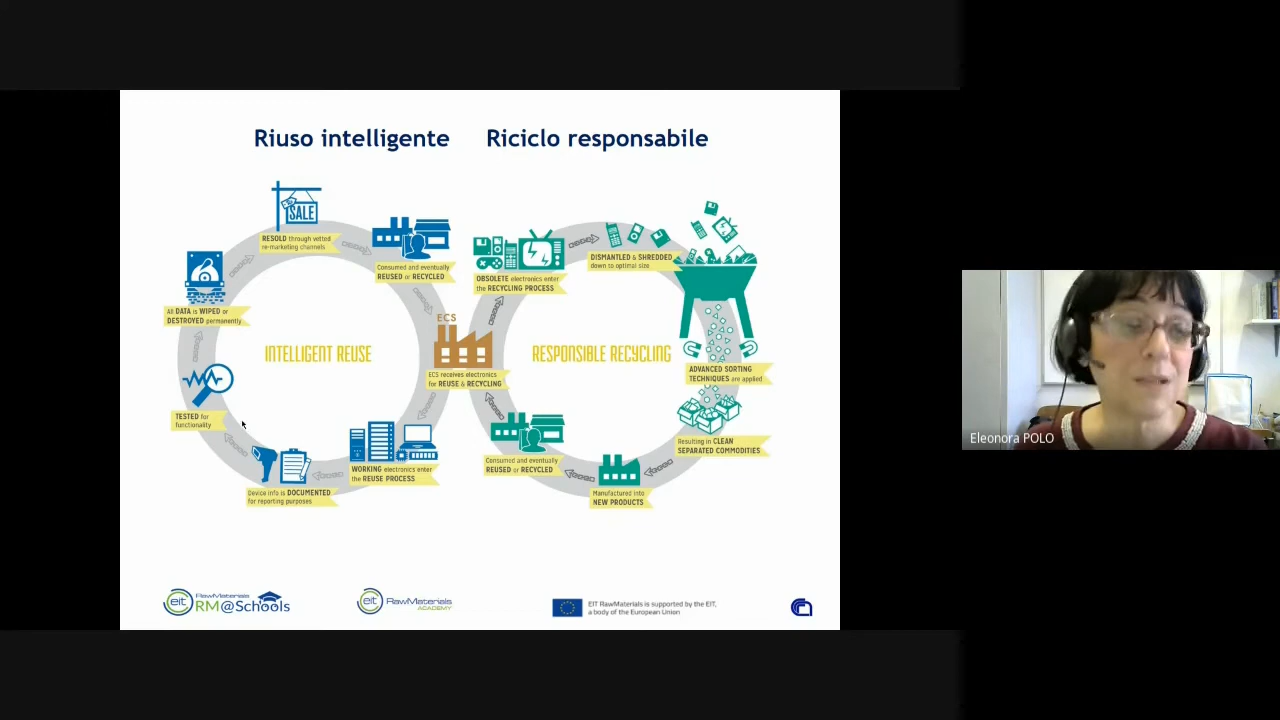 Riuso intelligente
Riciclo responsabile
SALE
RESOLD through vetted
re-marketing channels
Consumed and eventually
REUSED or RECYCLED
All DATA is WIPED or
DESTROYED permanently
INTELLIGENT REUSE
TESTED for
functionality
Device info is DOCUMENTED
for reporting purposes
WORKING electronics enter
the REUSE PROCESS
ECS
ECS receives electronics
for REUSE & RECYCLING
OBSOLETE electronics enter
the RECYCLING PROCESS
DISMANTLED & SHREDDED
down to optimal size
RESPONSIBLE RECYCLING
ADVANCED SORTING
TECHNIQUES are applied
Resulting in CLEAN
SEPARATED COMMODITIES
Manufactured into
NEW PRODUCTS
Consumed and eventually
REUSED or RECYCLED
Eleonora POLO
eit RawMaterials
RM@Schools
eit RawMaterials
ACADEMY
EIT RawMaterials is supported by the EIT,
a body of the European Union